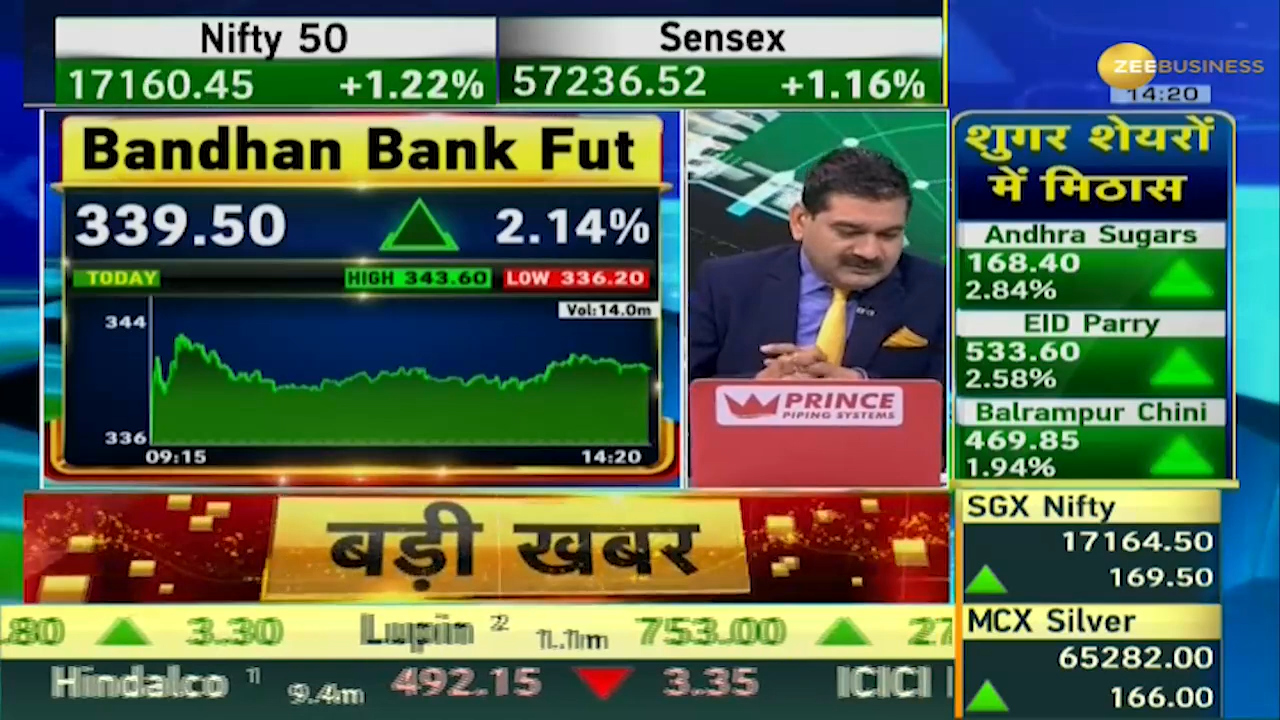 Nifty 50
17160.45 +1.22%
Sensex
57236.52 +1.16%
ZEEBUSINESS
14:20
Bandhan Bank Fut
339.50 2.14%
TODAY HIGH 343.60 LOW 336.20
Vol:14.0m
344
336
09:15 14:20
PRINCE
PIPING SYSTEMS
शुगर शेयरों
में मिठास
Andhra Sugars
168.40
2.84%
EID Parry
533.60
2.58%
Balrampur Chini
469.85
1.94%
SGX Nifty
17164.50
169.50
MCX Silver
65282.00
166.00
बड़ी खबर
.80 3.30 Lupin 22 1.1m 753.00 27
Hindalco 11 9.4m 492.15 3.35 ICICI